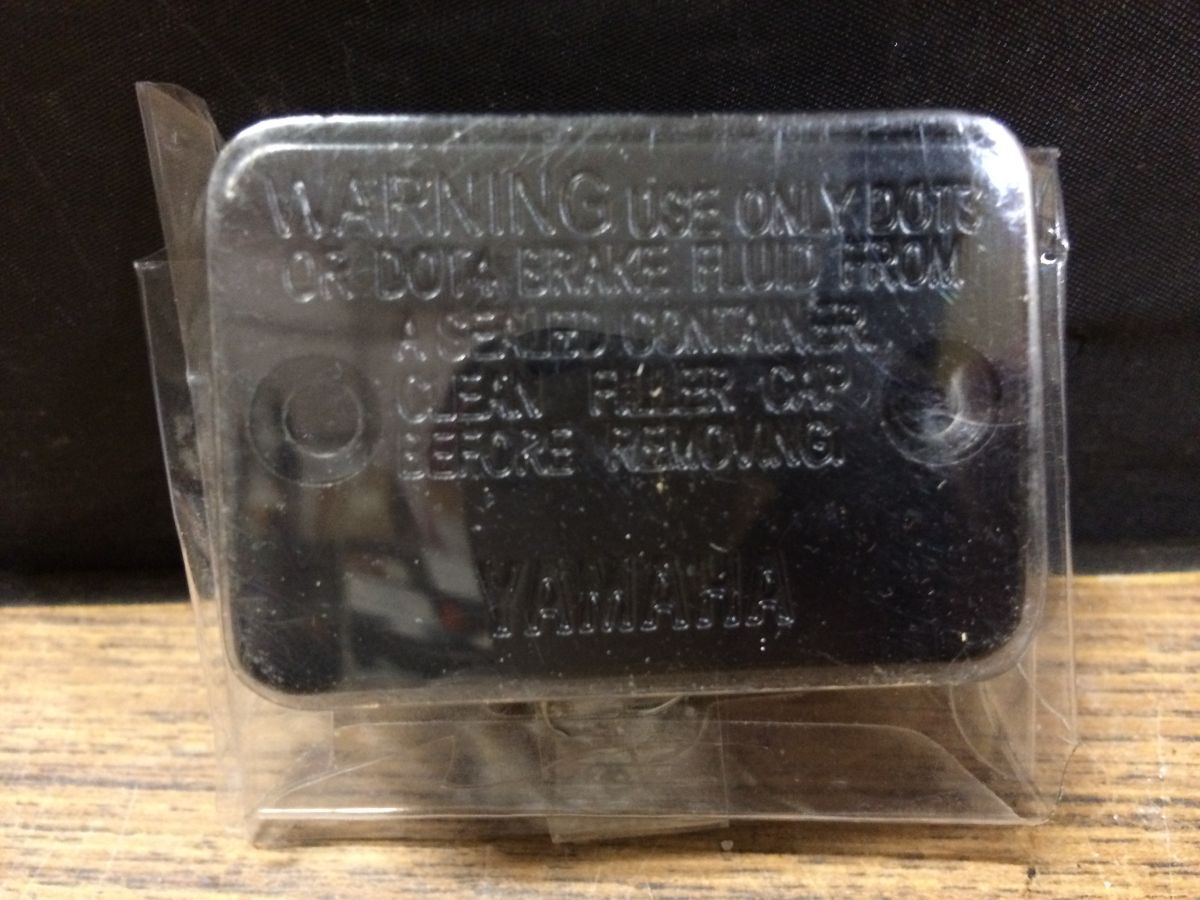 WARNING USE ONLY DOT3
OR DOT4 BRAKE FLUID FROM
A SEALED CONTAINER.
CLEAN FILLER CAP
BEFORE REMOVING.
YAMAHA